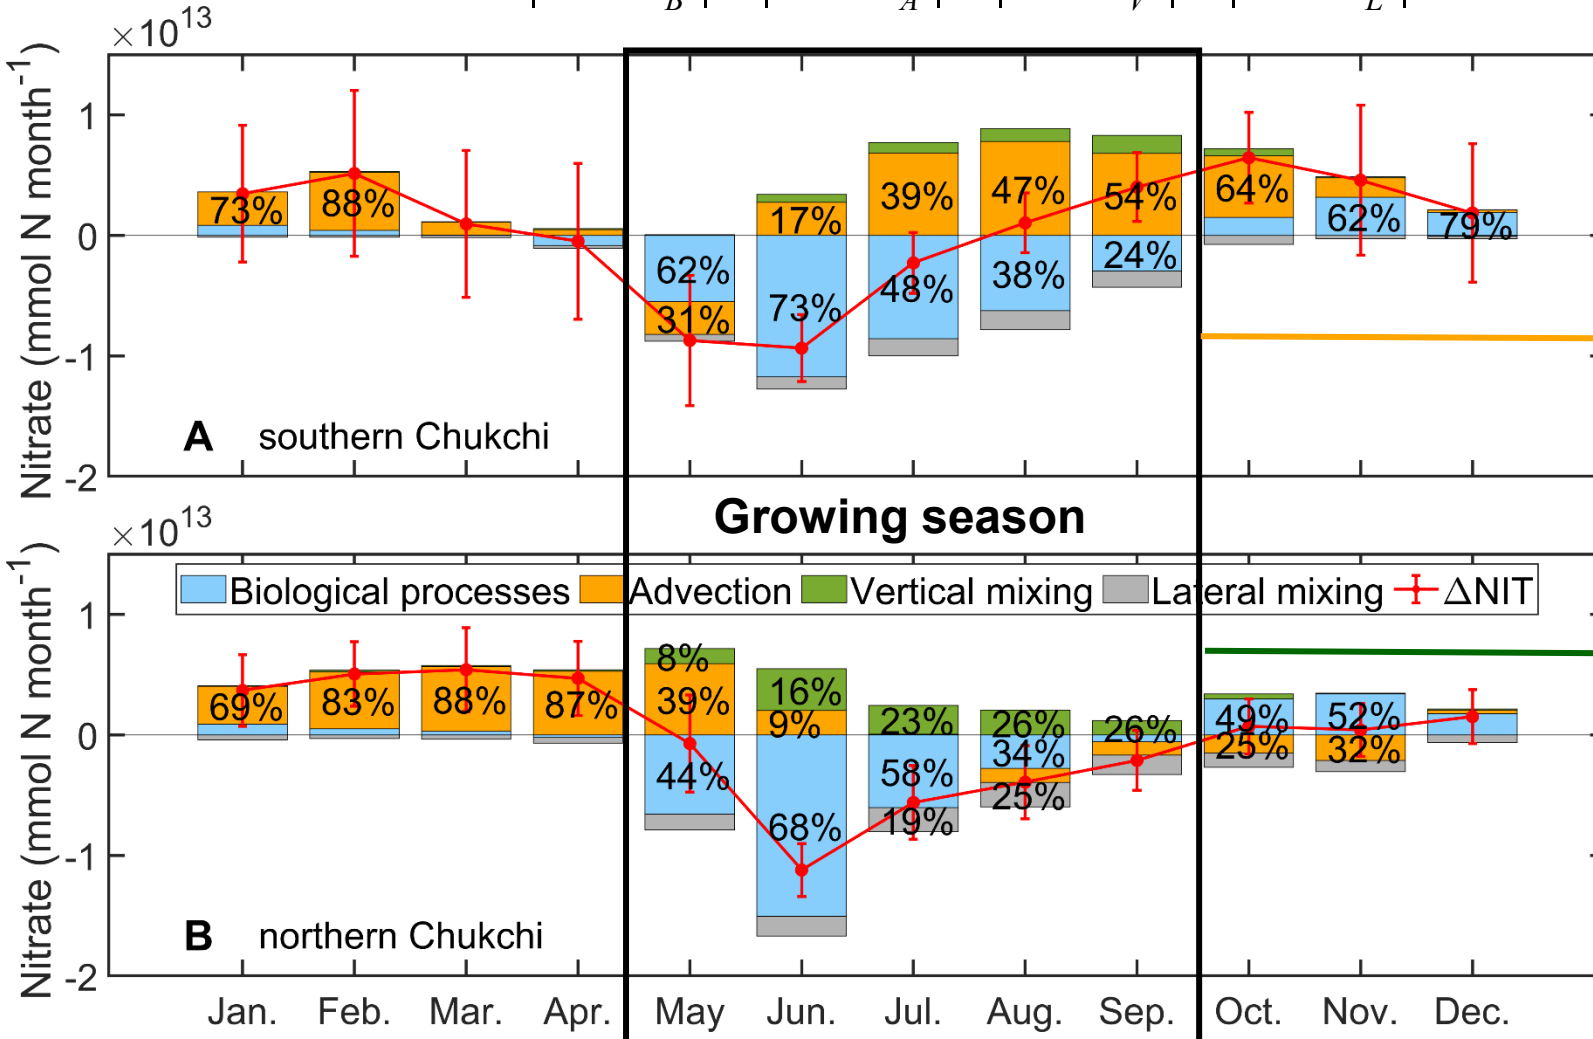 B A V L
×10^13
Nitrate (mmol N month^-1)
1
0
-1
-2
73% 88% 62% 31% 17% 73% 39% 48% 47% 38% 54% 24% 64% 62% 79%
A southern Chukchi
Growing season
×10^13
Nitrate (mmol N month^-1)
Biological processes Advection Vertical mixing Lateral mixing ΔNIT
1
0
-1
-2
69% 83% 88% 87% 8% 39% 44% 16% 9% 68% 23% 58% 19% 26% 34% 25% 26% 49% 25% 52% 32%
B northern Chukchi
Jan. Feb. Mar. Apr. May Jun. Jul. Aug. Sep. Oct. Nov. Dec.